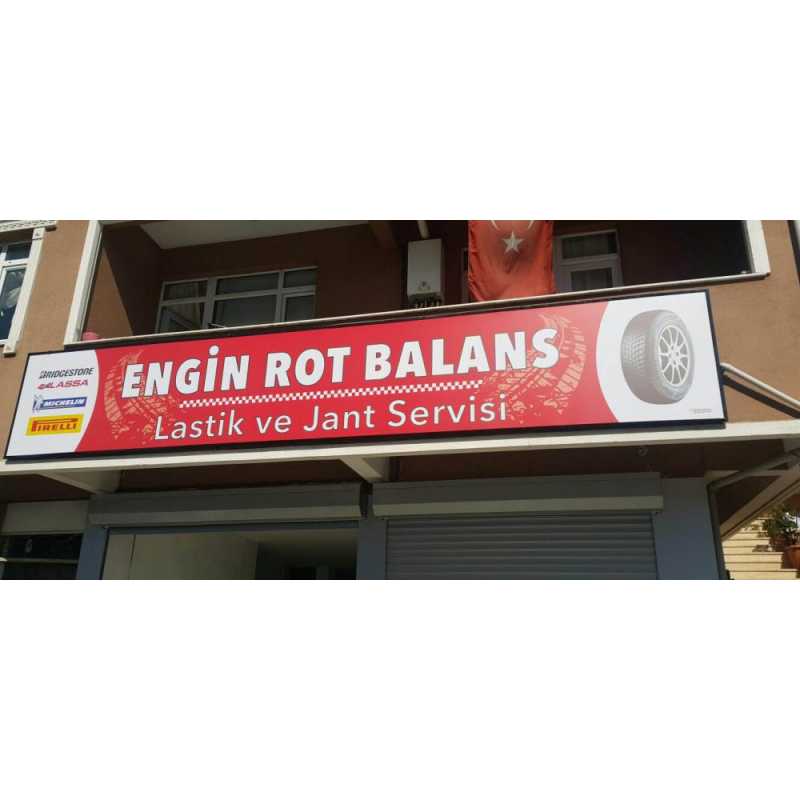 BRIDGESTONE
LASSA
MICHELIN
PIRELLI
ENGİN ROT BALANS
Lastik ve Jant Servisi